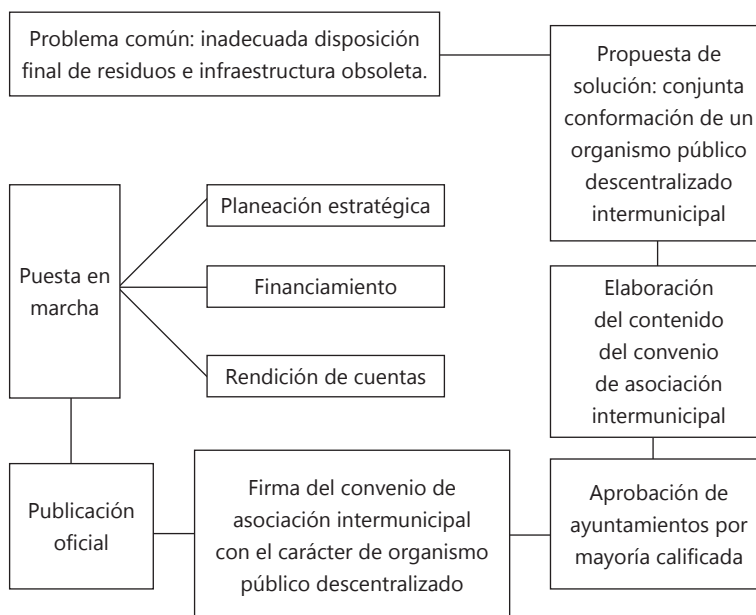 Problema común: inadecuada disposición
final de residuos e infraestructura obsoleta.
Propuesta de
solución: conjunta
conformación de un
organismo público
descentralizado
intermunicipal
Elaboración
del contenido
del convenio
de asociación
intermunicipal
Aprobación de
ayuntamientos por
mayoría calificada
Firma del convenio de
asociación intermunicipal
con el carácter de organismo
público descentralizado
Publicación
oficial
Puesta en
marcha
Planeación estratégica
Financiamiento
Rendición de cuentas